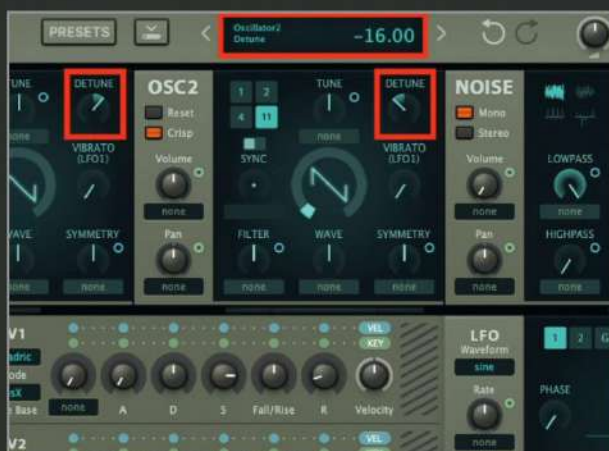 PRESETS
Oscillator2
Detune
-16.00
TUNE
DETUNE
none
VIBRATO
(LFO1)
SYMMETRY
none
OSC2
Reset
Crisp
Volume
none
Pan
none
1 2
4 11
SYNC
TUNE
none
DETUNE
VIBRATO
(LFO1)
FILTER
none
WAVE
none
SYMMETRY
none
NOISE
Mono
Stereo
Volume
none
Pan
none
LOWPASS
none
HIGHPASS
none
V1
none
A
D
S
Fall/Rise
R
Velocity
VEL
KEY
LFO
Waveform
sine
Rate
none
1 2 G
PHASE
V2
VEL